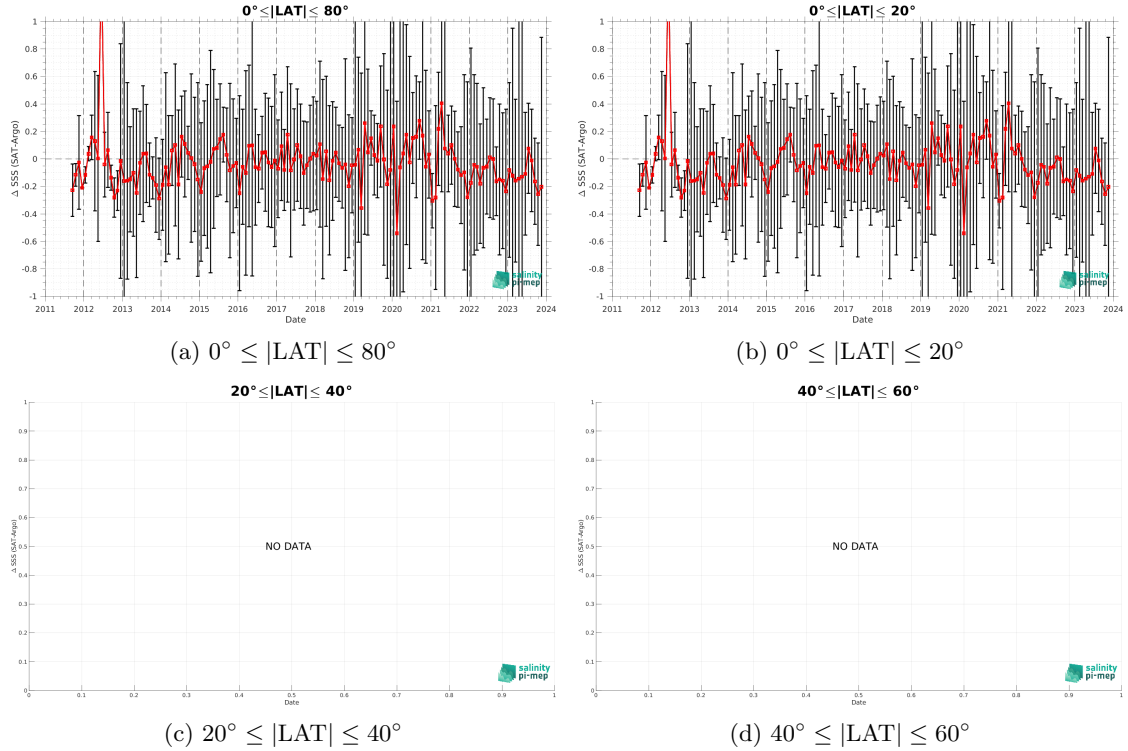 0°≤|LAT|≤ 80°
1
0.8
0.6
0.4
0.2
0
-0.2
-0.4
-0.6
-0.8
-1
Δ SSS (SAT-Argo)
2011 2012 2013 2014 2015 2016 2017 2018 2019 2020 2021 2022 2023 2024
Date
salinity
pi-mep
(a) 0° ≤ |LAT| ≤ 80°
0°≤|LAT|≤ 20°
1
0.8
0.6
0.4
0.2
0
-0.2
-0.4
-0.6
-0.8
-1
Δ SSS (SAT-Argo)
2011 2012 2013 2014 2015 2016 2017 2018 2019 2020 2021 2022 2023 2024
Date
salinity
pi-mep
(b) 0° ≤ |LAT| ≤ 20°
20°≤|LAT|≤ 40°
1
0.9
0.8
0.7
0.6
0.5
0.4
0.3
0.2
0.1
0
Δ SSS (SAT-Argo)
NO DATA
0 0.1 0.2 0.3 0.4 0.5 0.6 0.7 0.8 0.9 1
Date
salinity
pi-mep
(c) 20° ≤ |LAT| ≤ 40°
40°≤|LAT|≤ 60°
1
0.9
0.8
0.7
0.6
0.5
0.4
0.3
0.2
0.1
0
Δ SSS (SAT-Argo)
NO DATA
0 0.1 0.2 0.3 0.4 0.5 0.6 0.7 0.8 0.9 1
Date
salinity
pi-mep
(d) 40° ≤ |LAT| ≤ 60°